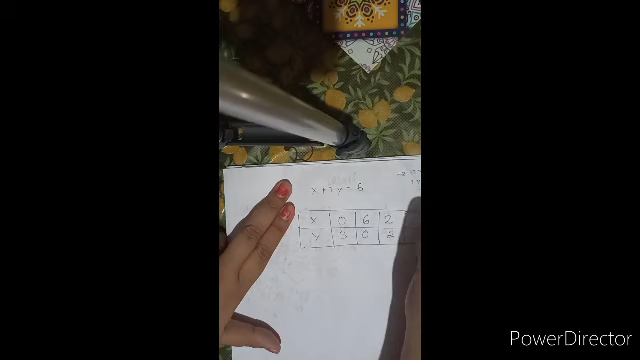 x + 2y = 6
x 0 6 2
y 3 0 2
PowerDirector